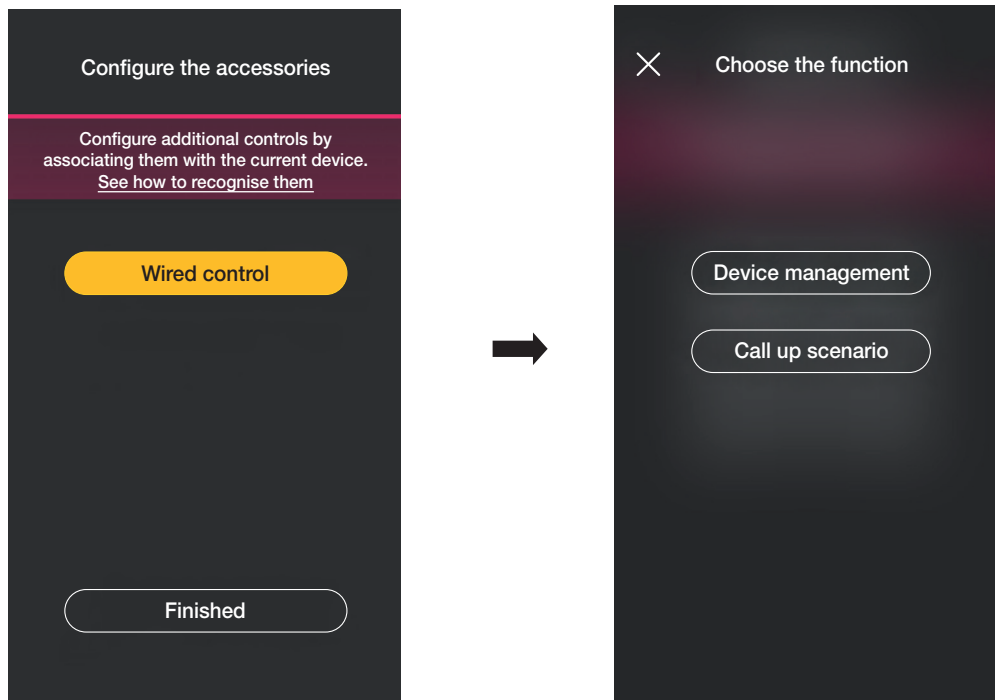 Configure the accessories
Configure additional controls by
associating them with the current device.
See how to recognise them
Wired control
Finished
Choose the function
Device management
Call up scenario